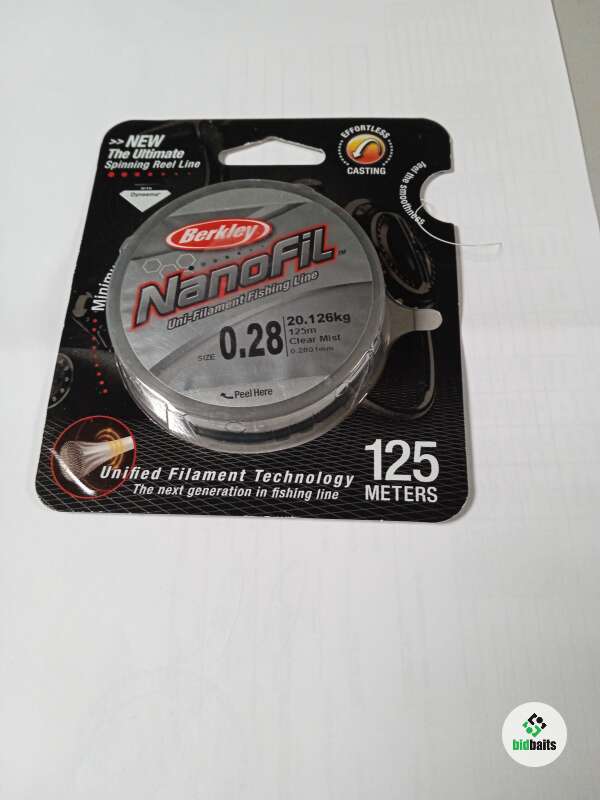 >> NEW
The Ultimate
Spinning Reel Line
EFFORTLESS
CASTING
feel the smoothness
Dyneema
Berkley
NanoFil™
Uni-Filament Fishing Line
SIZE 0.28
20.126kg
125m
Clear Mist
Peel Here
Unified Filament Technology
The next generation in fishing line
125
METERS
bidbaits